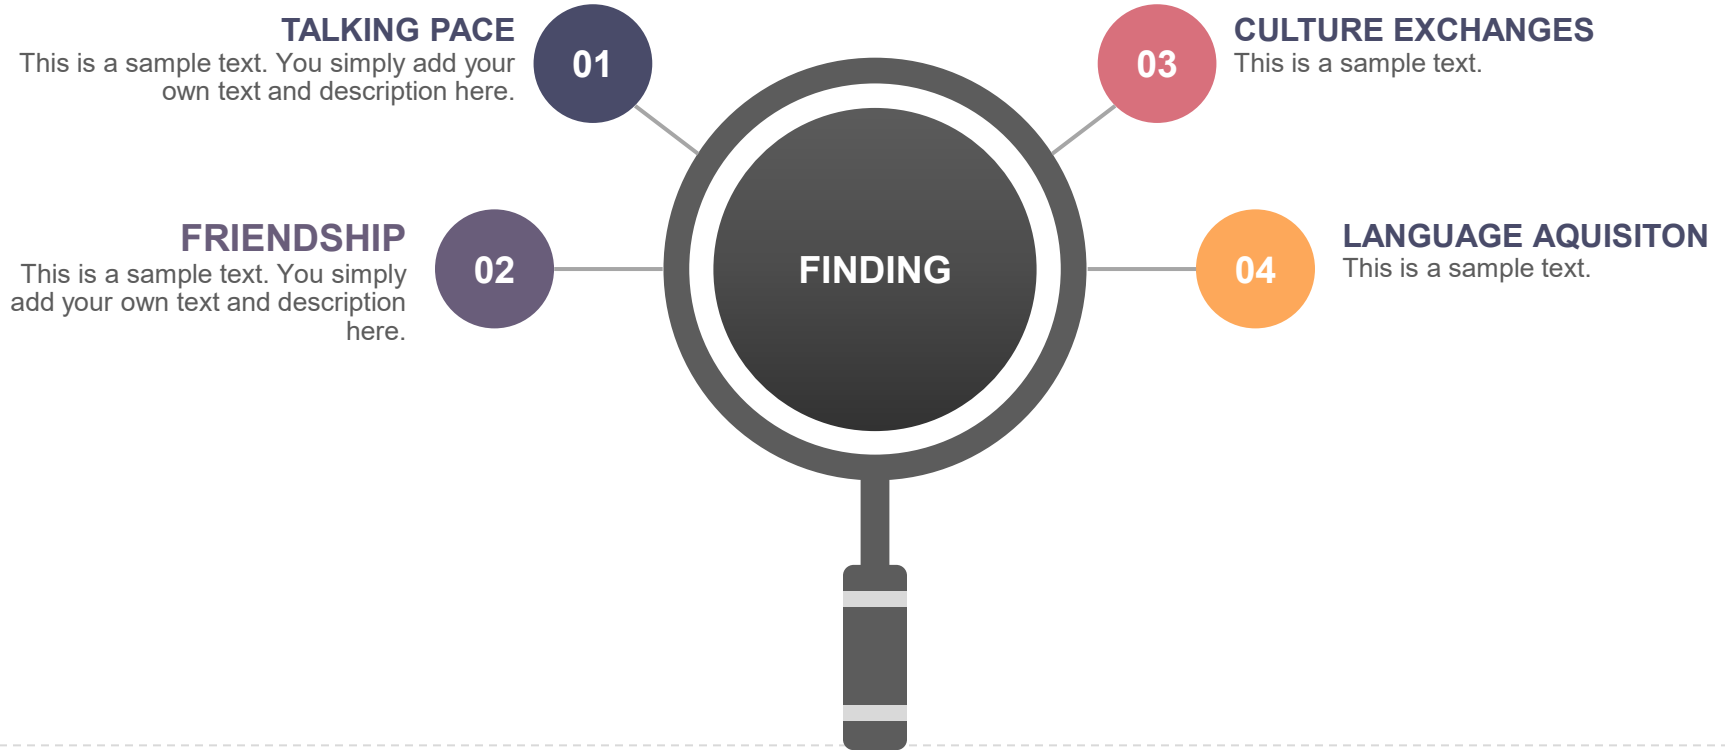 TALKING PACE
This is a sample text. You simply add your
own text and description here.
01
FRIENDSHIP
This is a sample text. You simply
add your own text and description
here.
02
FINDING
03
CULTURE EXCHANGES
This is a sample text.
04
LANGUAGE AQUISITON
This is a sample text.